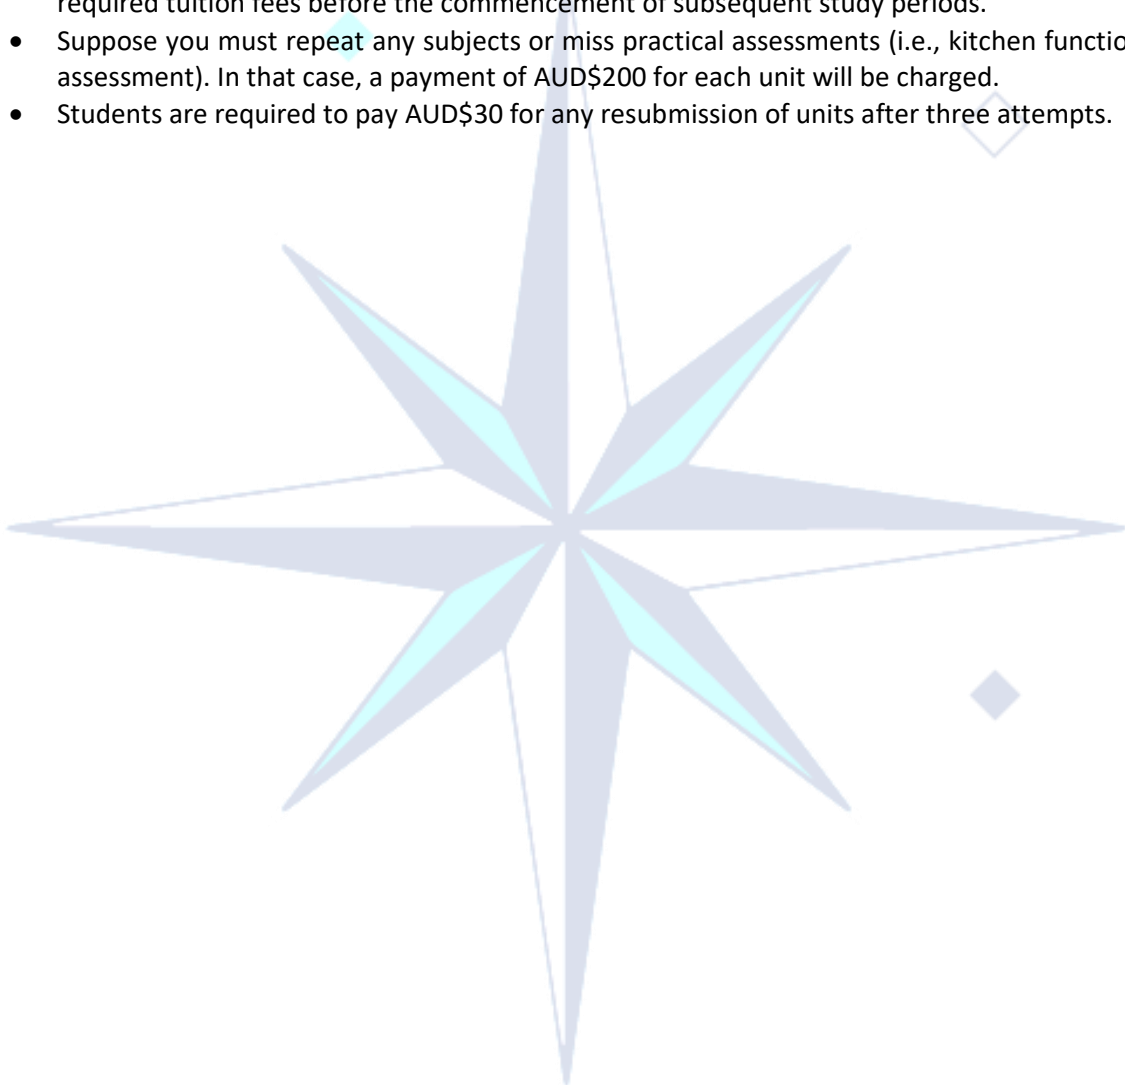 required tuition fees before the commencement of subsequent study periods.
• Suppose you must repeat any subjects or miss practical assessments (i.e., kitchen functio
assessment). In that case, a payment of AUD$200 for each unit will be charged.
• Students are required to pay AUD$30 for any resubmission of units after three attempts.